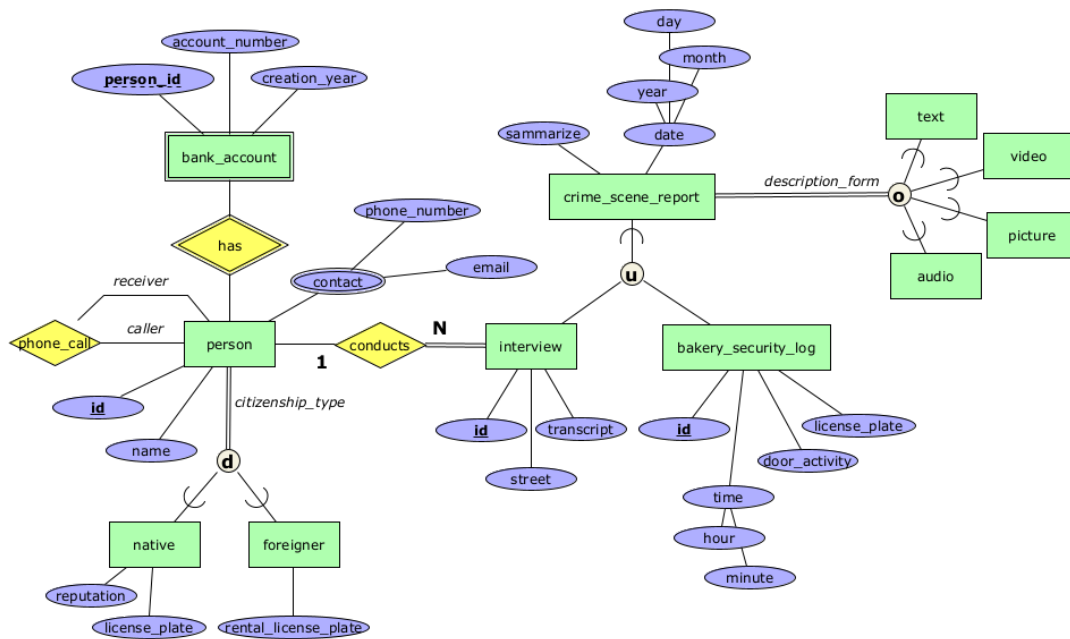 day
account_number
month
person_id
creation_year
year
text
sammarize
date
video
bank_account
description_form
o
crime_scene_report
phone_number
has
picture
email
receiver
contact
u
audio
phone_call
caller
person
N
conducts
1
interview
bakery_security_log
id
citizenship_type
id
transcript
id
license_plate
name
d
street
door_activity
time
native
foreigner
hour
minute
reputation
license_plate
rental_license_plate